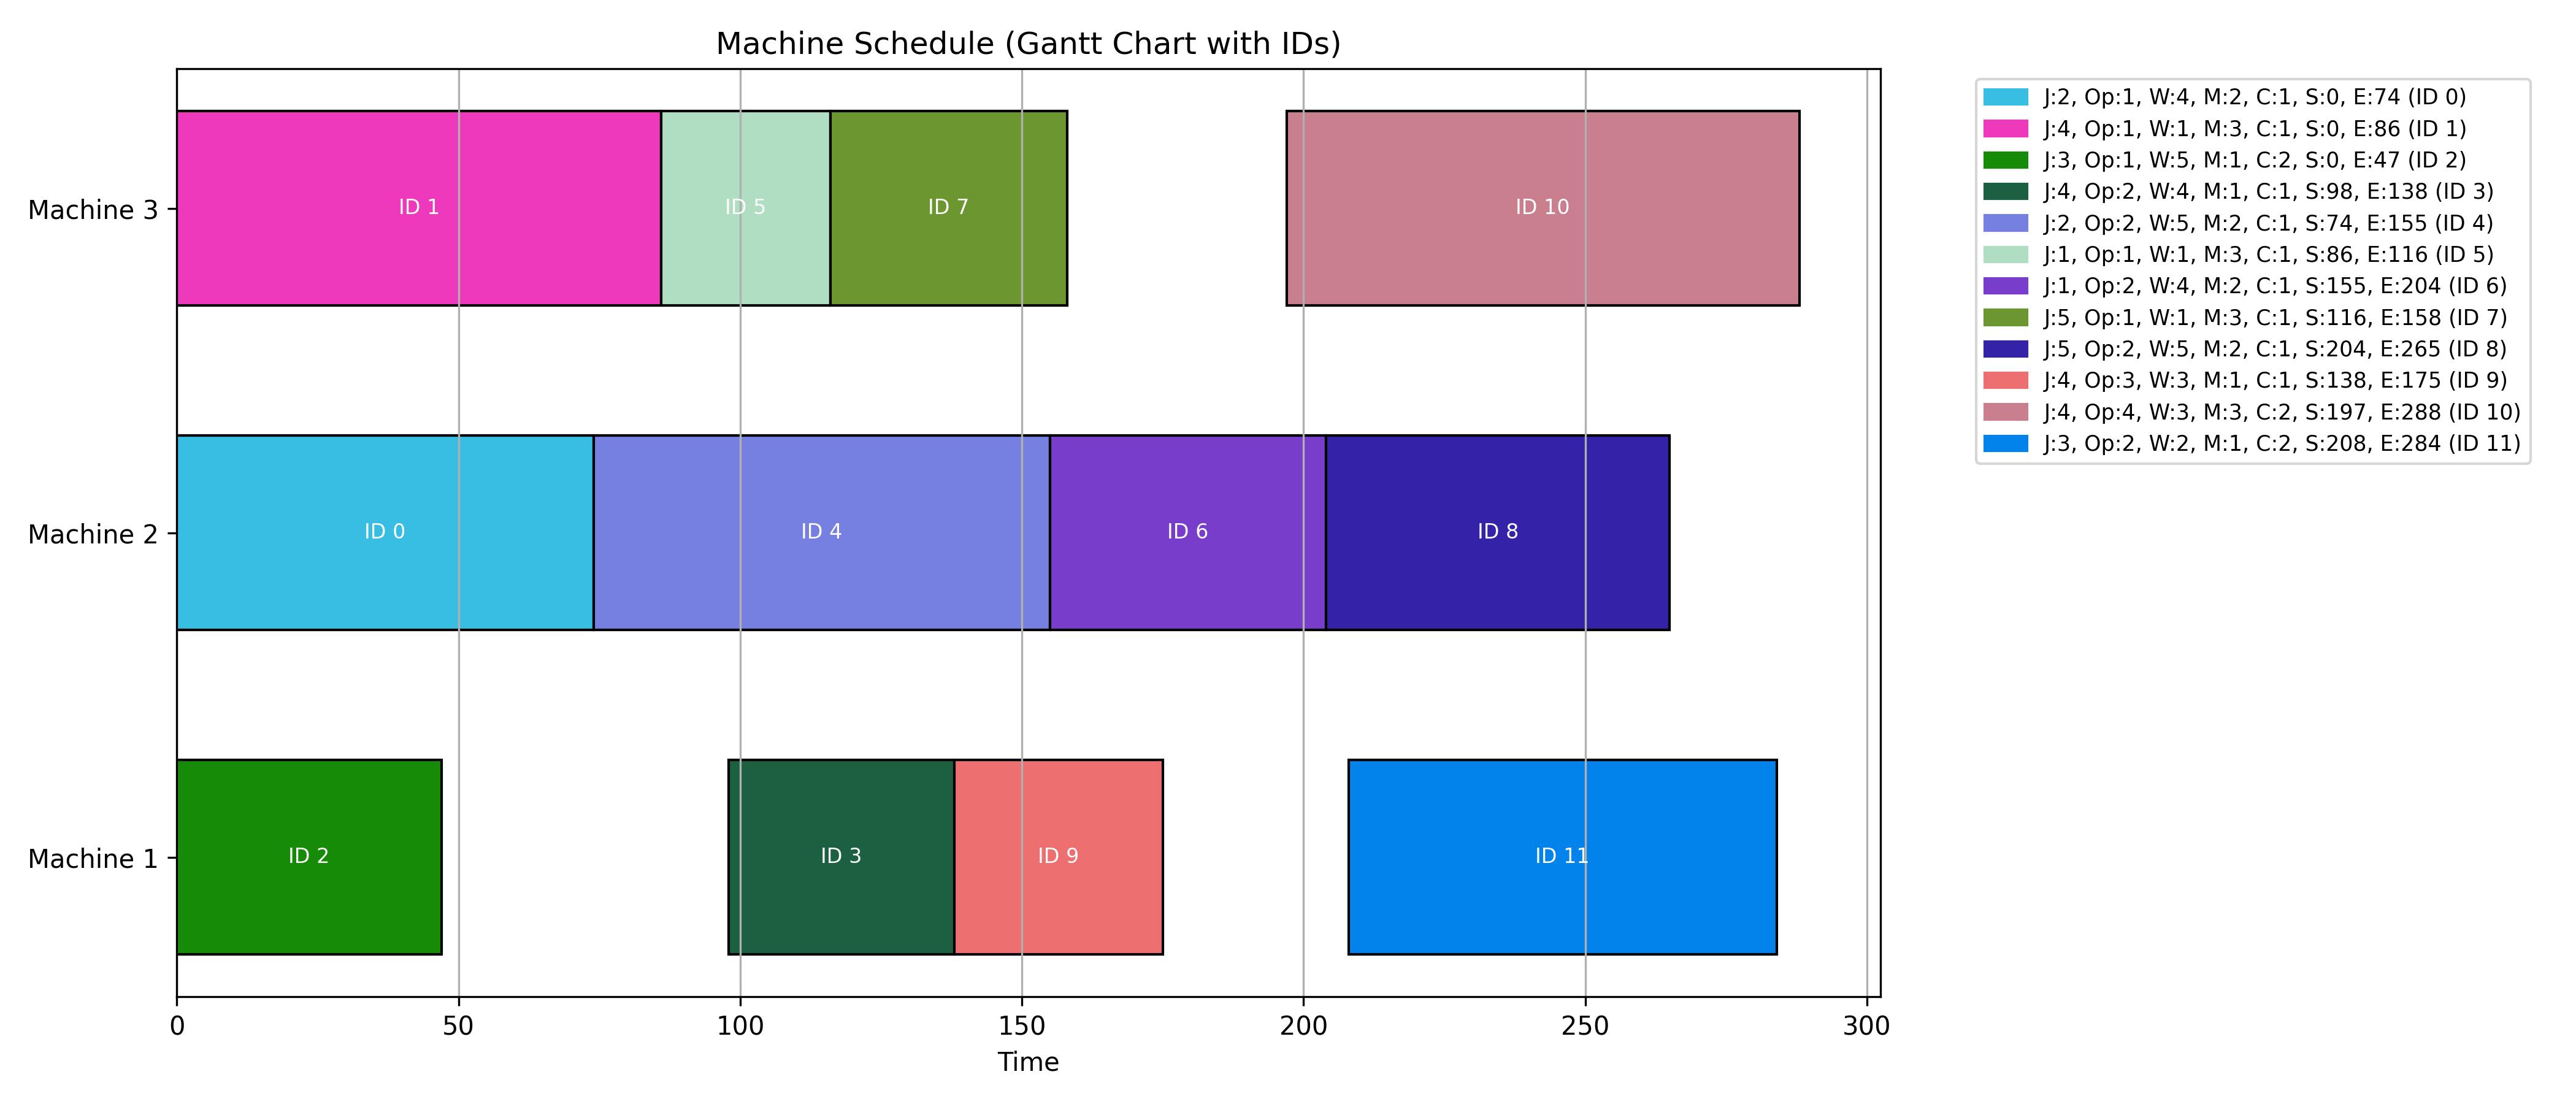 Machine Schedule (Gantt Chart with IDs)
Machine 3
ID 1
ID 5
ID 7
ID 10
Machine 2
ID 0
ID 4
ID 6
ID 8
Machine 1
ID 2
ID 3
ID 9
ID 11
0 50 100 150 200 250 300
Time
J:2, Op:1, W:4, M:2, C:1, S:0, E:74 (ID 0)
J:4, Op:1, W:1, M:3, C:1, S:0, E:86 (ID 1)
J:3, Op:1, W:5, M:1, C:2, S:0, E:47 (ID 2)
J:4, Op:2, W:4, M:1, C:1, S:98, E:138 (ID 3)
J:2, Op:2, W:5, M:2, C:1, S:74, E:155 (ID 4)
J:1, Op:1, W:1, M:3, C:1, S:86, E:116 (ID 5)
J:1, Op:2, W:4, M:2, C:1, S:155, E:204 (ID 6)
J:5, Op:1, W:1, M:3, C:1, S:116, E:158 (ID 7)
J:5, Op:2, W:5, M:2, C:1, S:204, E:265 (ID 8)
J:4, Op:3, W:3, M:1, C:1, S:138, E:175 (ID 9)
J:4, Op:4, W:3, M:3, C:2, S:197, E:288 (ID 10)
J:3, Op:2, W:2, M:1, C:2, S:208, E:284 (ID 11)